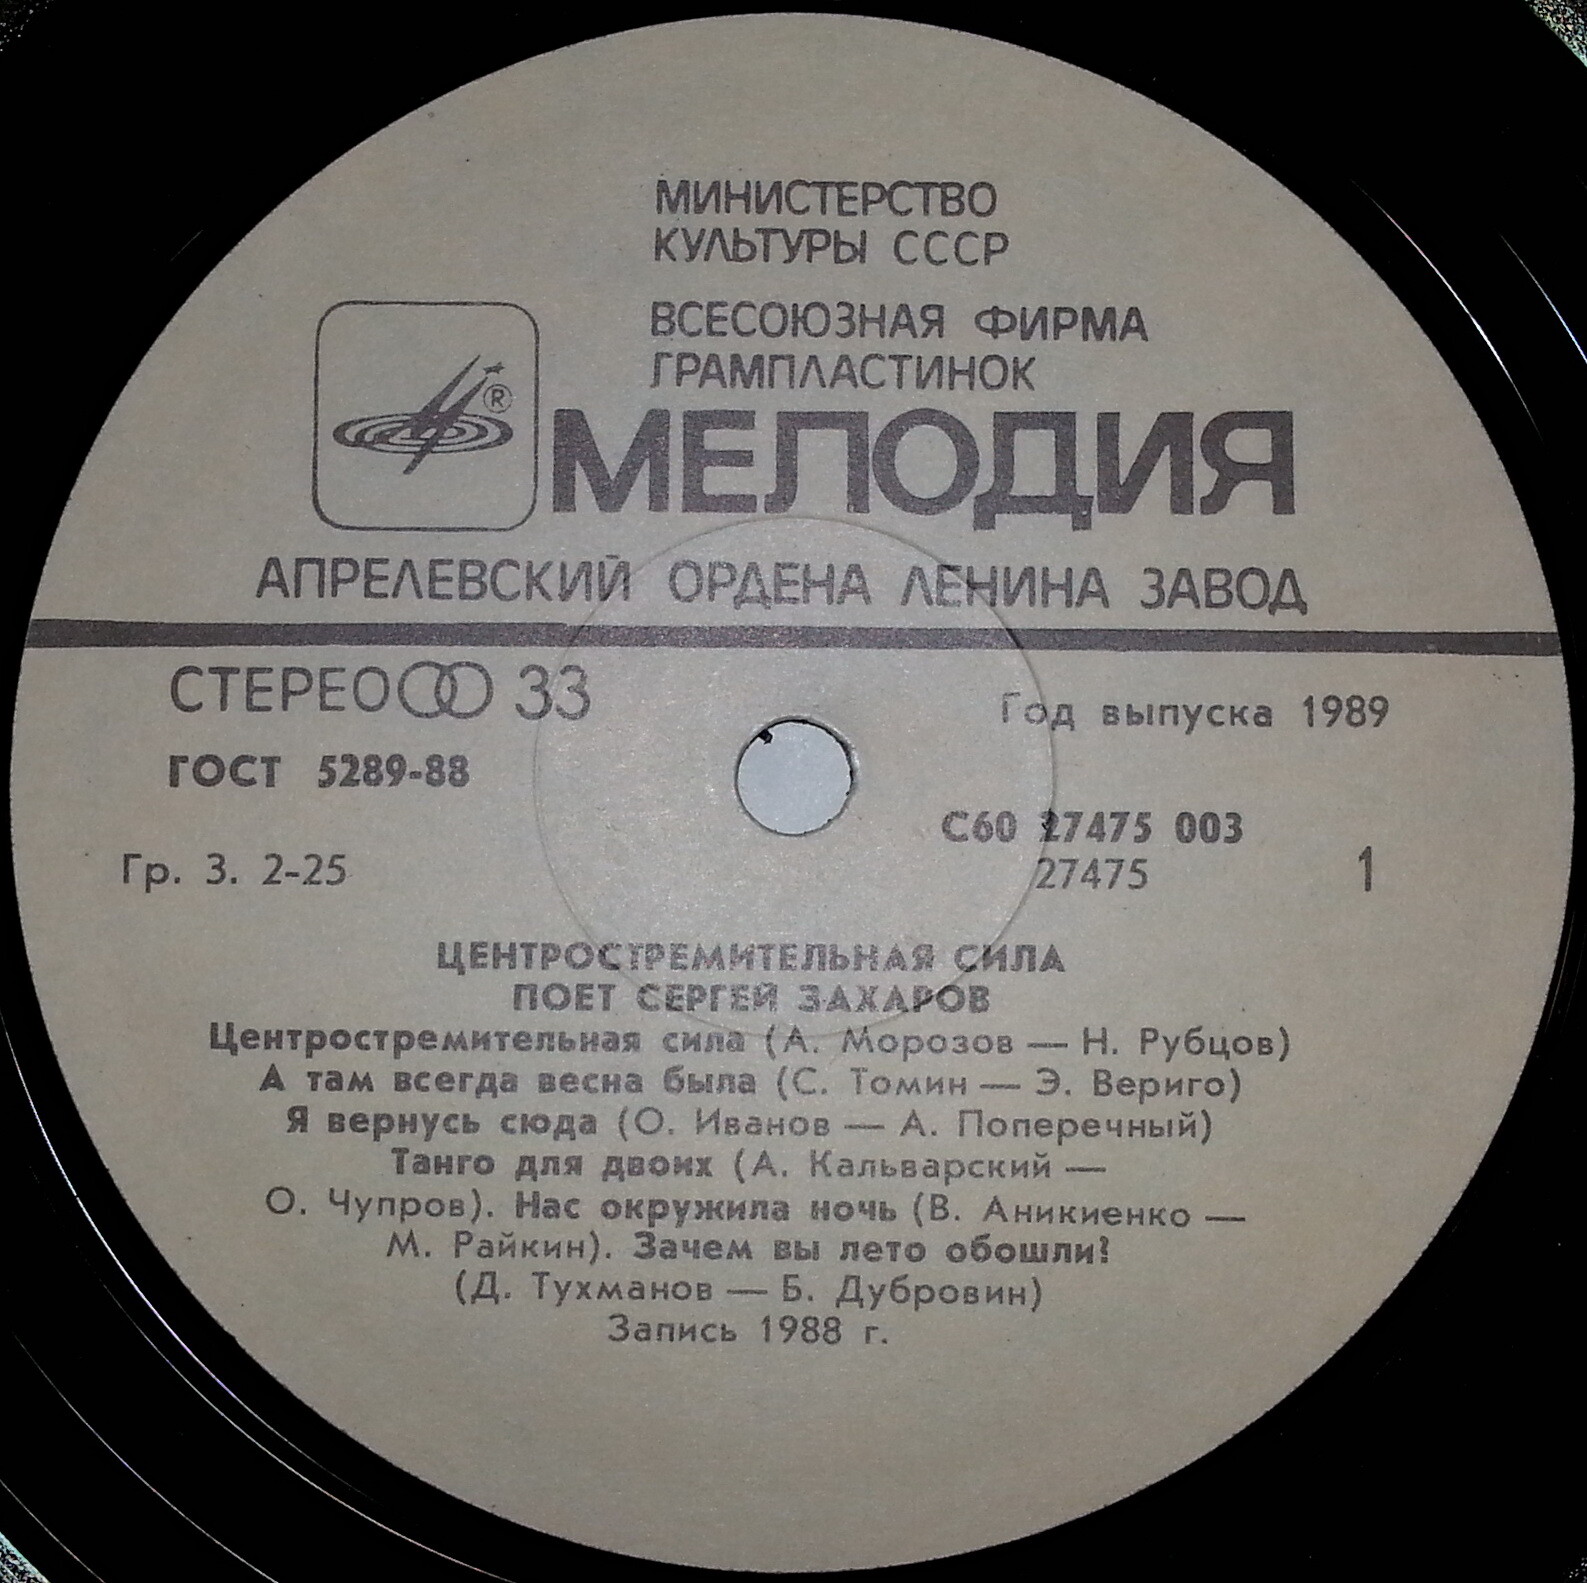 МИНИСТЕРСТВО
КУЛЬТУРЫ СССР
ВСЕСОЮЗНАЯ ФИРМА
ГРАМПЛАСТИНОК
®
МЕЛОДИЯ
АПРЕЛЕВСКИЙ ОРДЕНА ЛЕНИНА ЗАВОД
СТЕРЕО 33
Год выпуска 1989
ГОСТ 5289-88
С60 27475 003
Гр. 3. 2-25
27475
1
ЦЕНТРОСТРЕМИТЕЛЬНАЯ СИЛА
ПОЕТ СЕРГЕЙ ЗАХАРОВ
Центростремительная сила (А. Морозов — Н. Рубцов)
А там всегда весна была (С. Томин — Э. Вериго)
Я вернусь сюда (О. Иванов — А. Поперечный)
Танго для двоих (А. Кальварский —
О. Чупров). Нас окружила ночь (В. Аникиенко —
М. Райкин). Зачем вы лето обошли?
(Д. Тухманов — Б. Дубровин)
Запись 1988 г.